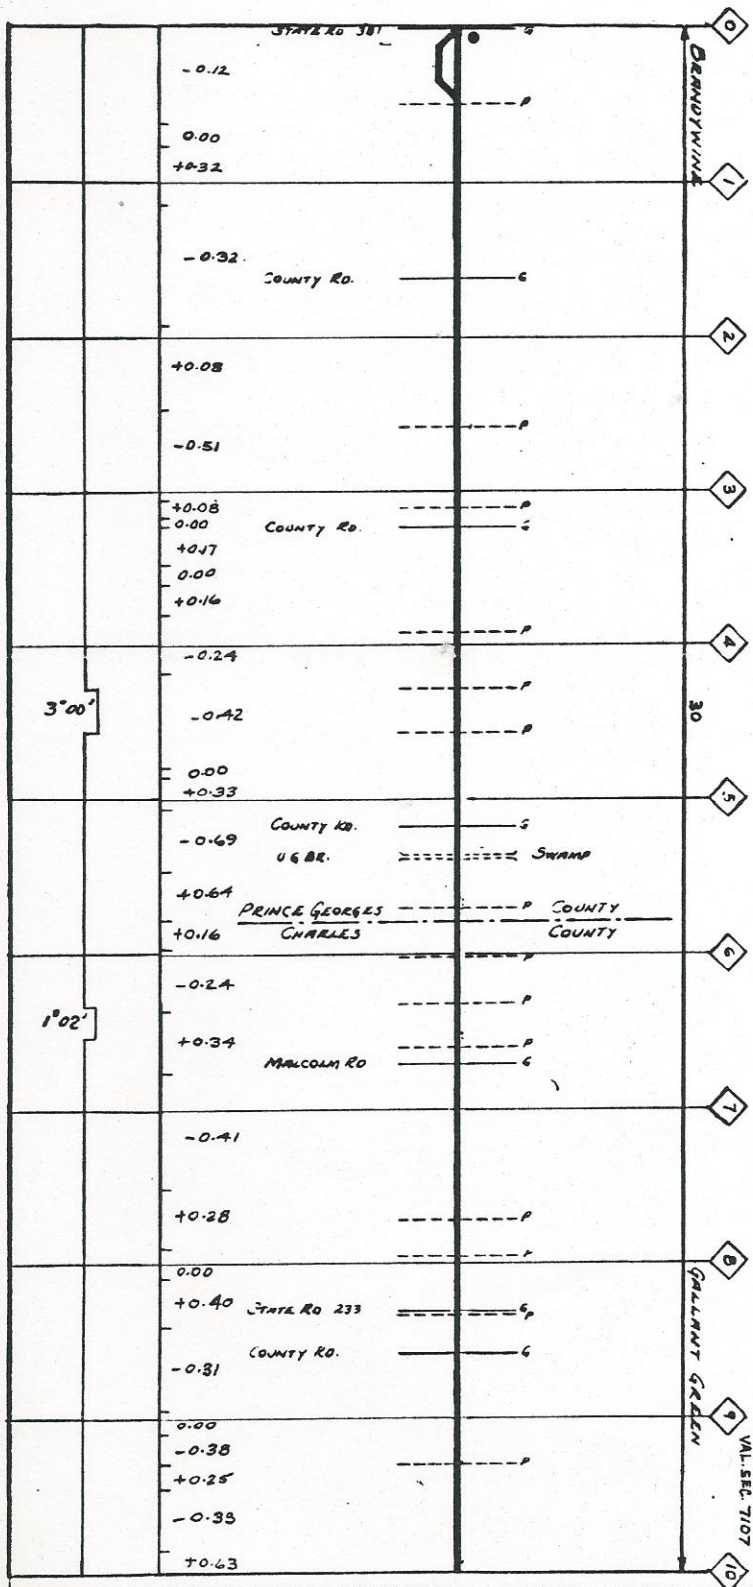 0
STATE RD 381 G
BRANDYWINE
-0.12
P
0.00
+0.32
1
-0.32
COUNTY RD. G
2
+0.08
P
-0.51
3
+0.08 P
0.00 COUNTY RD. G
+0.17
0.00
+0.16
P
4
-0.24
P
3°00'
-0.42
30
P
0.00
+0.33
5
COUNTY RD. G
-0.69
UG BR. SWAMP
+0.64
PRINCE GEORGES P COUNTY
+0.16 CHARLES COUNTY
6
P
-0.24
P
1°02'
+0.34 P
MALCOLM RD G
7
-0.41
+0.28 P
P
8
0.00
GALLANT GREEN
+0.40 STATE RD 233 G
P
COUNTY RD. G
-0.31
9
0.00
-0.38
P
+0.25
VAL. SEC. 7107
-0.33
+0.63
10